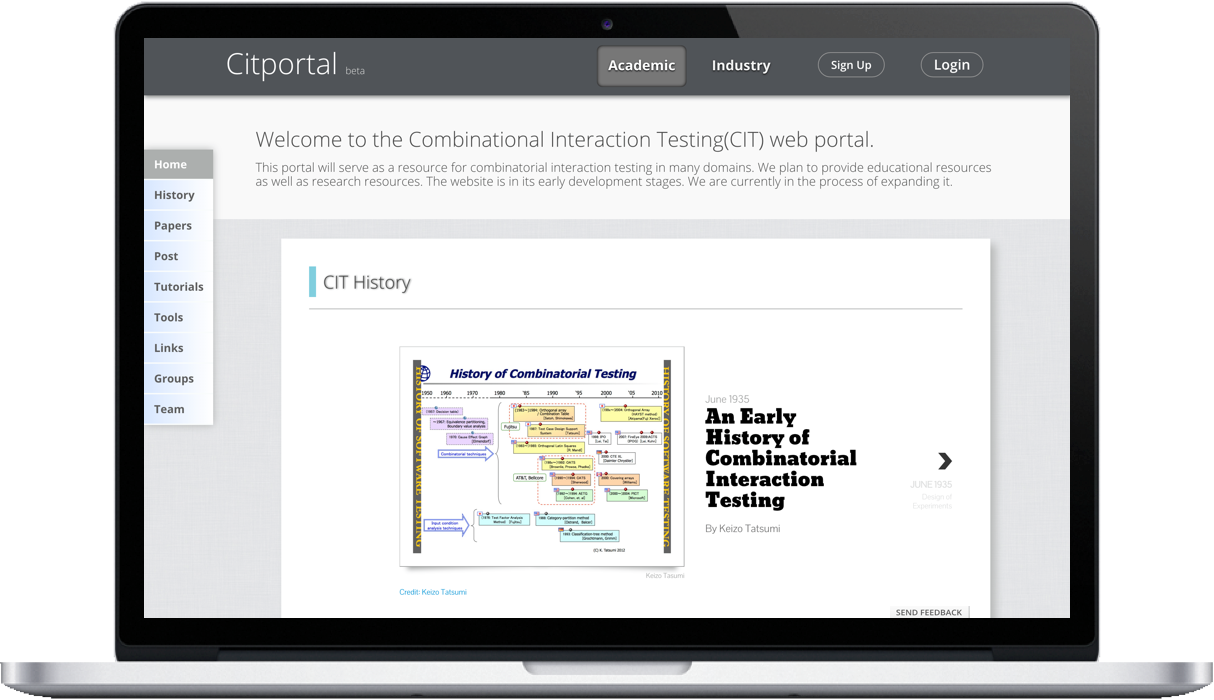 Citportal beta
Academic
Industry
Sign Up
Login
Welcome to the Combinational Interaction Testing(CIT) web portal.
This portal will serve as a resource for combinatorial interaction testing in many domains. We plan to provide educational resources
as well as research resources. The website is in its early development stages. We are currently in the process of expanding it.
Home
History
Papers
Post
Tutorials
Tools
Links
Groups
Team
CIT History
History of Combinatorial Testing
1950 1960 1970 1980 '85 1990 '95 2000 '05 2010
HISTORY OF SOFTWARE TESTING
HISTORY OF SOFTWARE TESTING
Fujitsu
Combinatorial techniques
AT&T, Bellcore
Input condition
analysis techniques
(C) K. Tatsumi 2012
Keizo Tasumi
Credit: Keizo Tatsumi
June 1935
An Early
History of
Combinatorial
Interaction
Testing
By Keizo Tatsumi
JUNE 1935
Design of
Experiments
SEND FEEDBACK